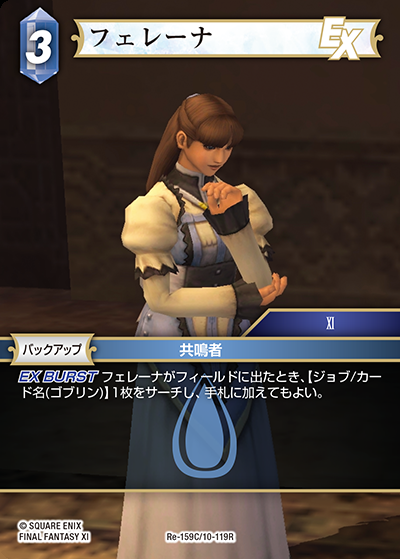 3
フェレーナ
EX
XI
バックアップ
共鳴者
EX BURST フェレーナがフィールドに出たとき、【ジョブ/カー
ド名(ゴブリン)】1枚をサーチし、手札に加えてもよい。
© SQUARE ENIX
FINAL FANTASY XI
Re-159C/10-119R